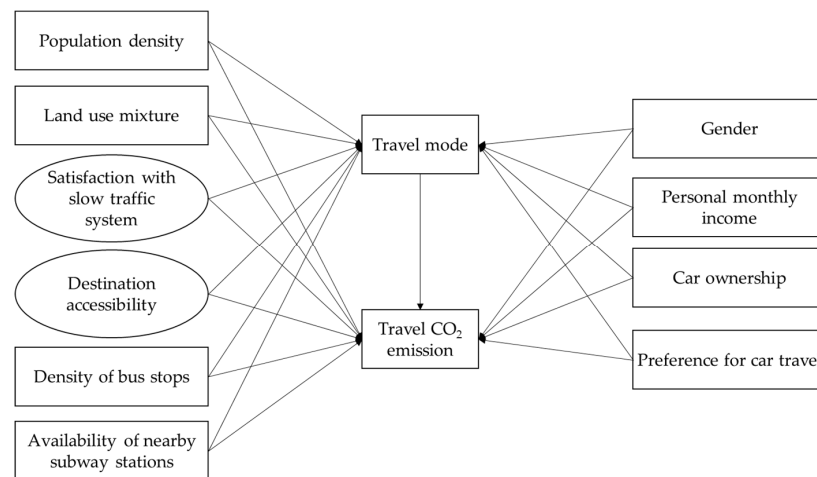 Population density
Land use mixture
Satisfaction with
slow traffic
system
Destination
accessibility
Density of bus stops
Availability of nearby
subway stations
Travel mode
Travel CO₂
emission
Gender
Personal monthly
income
Car ownership
Preference for car trave